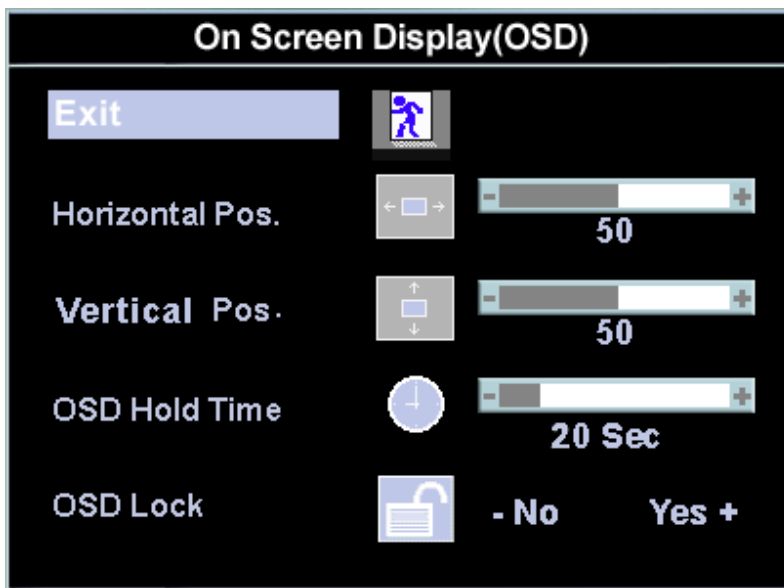 On Screen Display(OSD)
Exit
Horizontal Pos. - +
50
Vertical Pos. - +
50
OSD Hold Time - +
20 Sec
OSD Lock - No Yes +